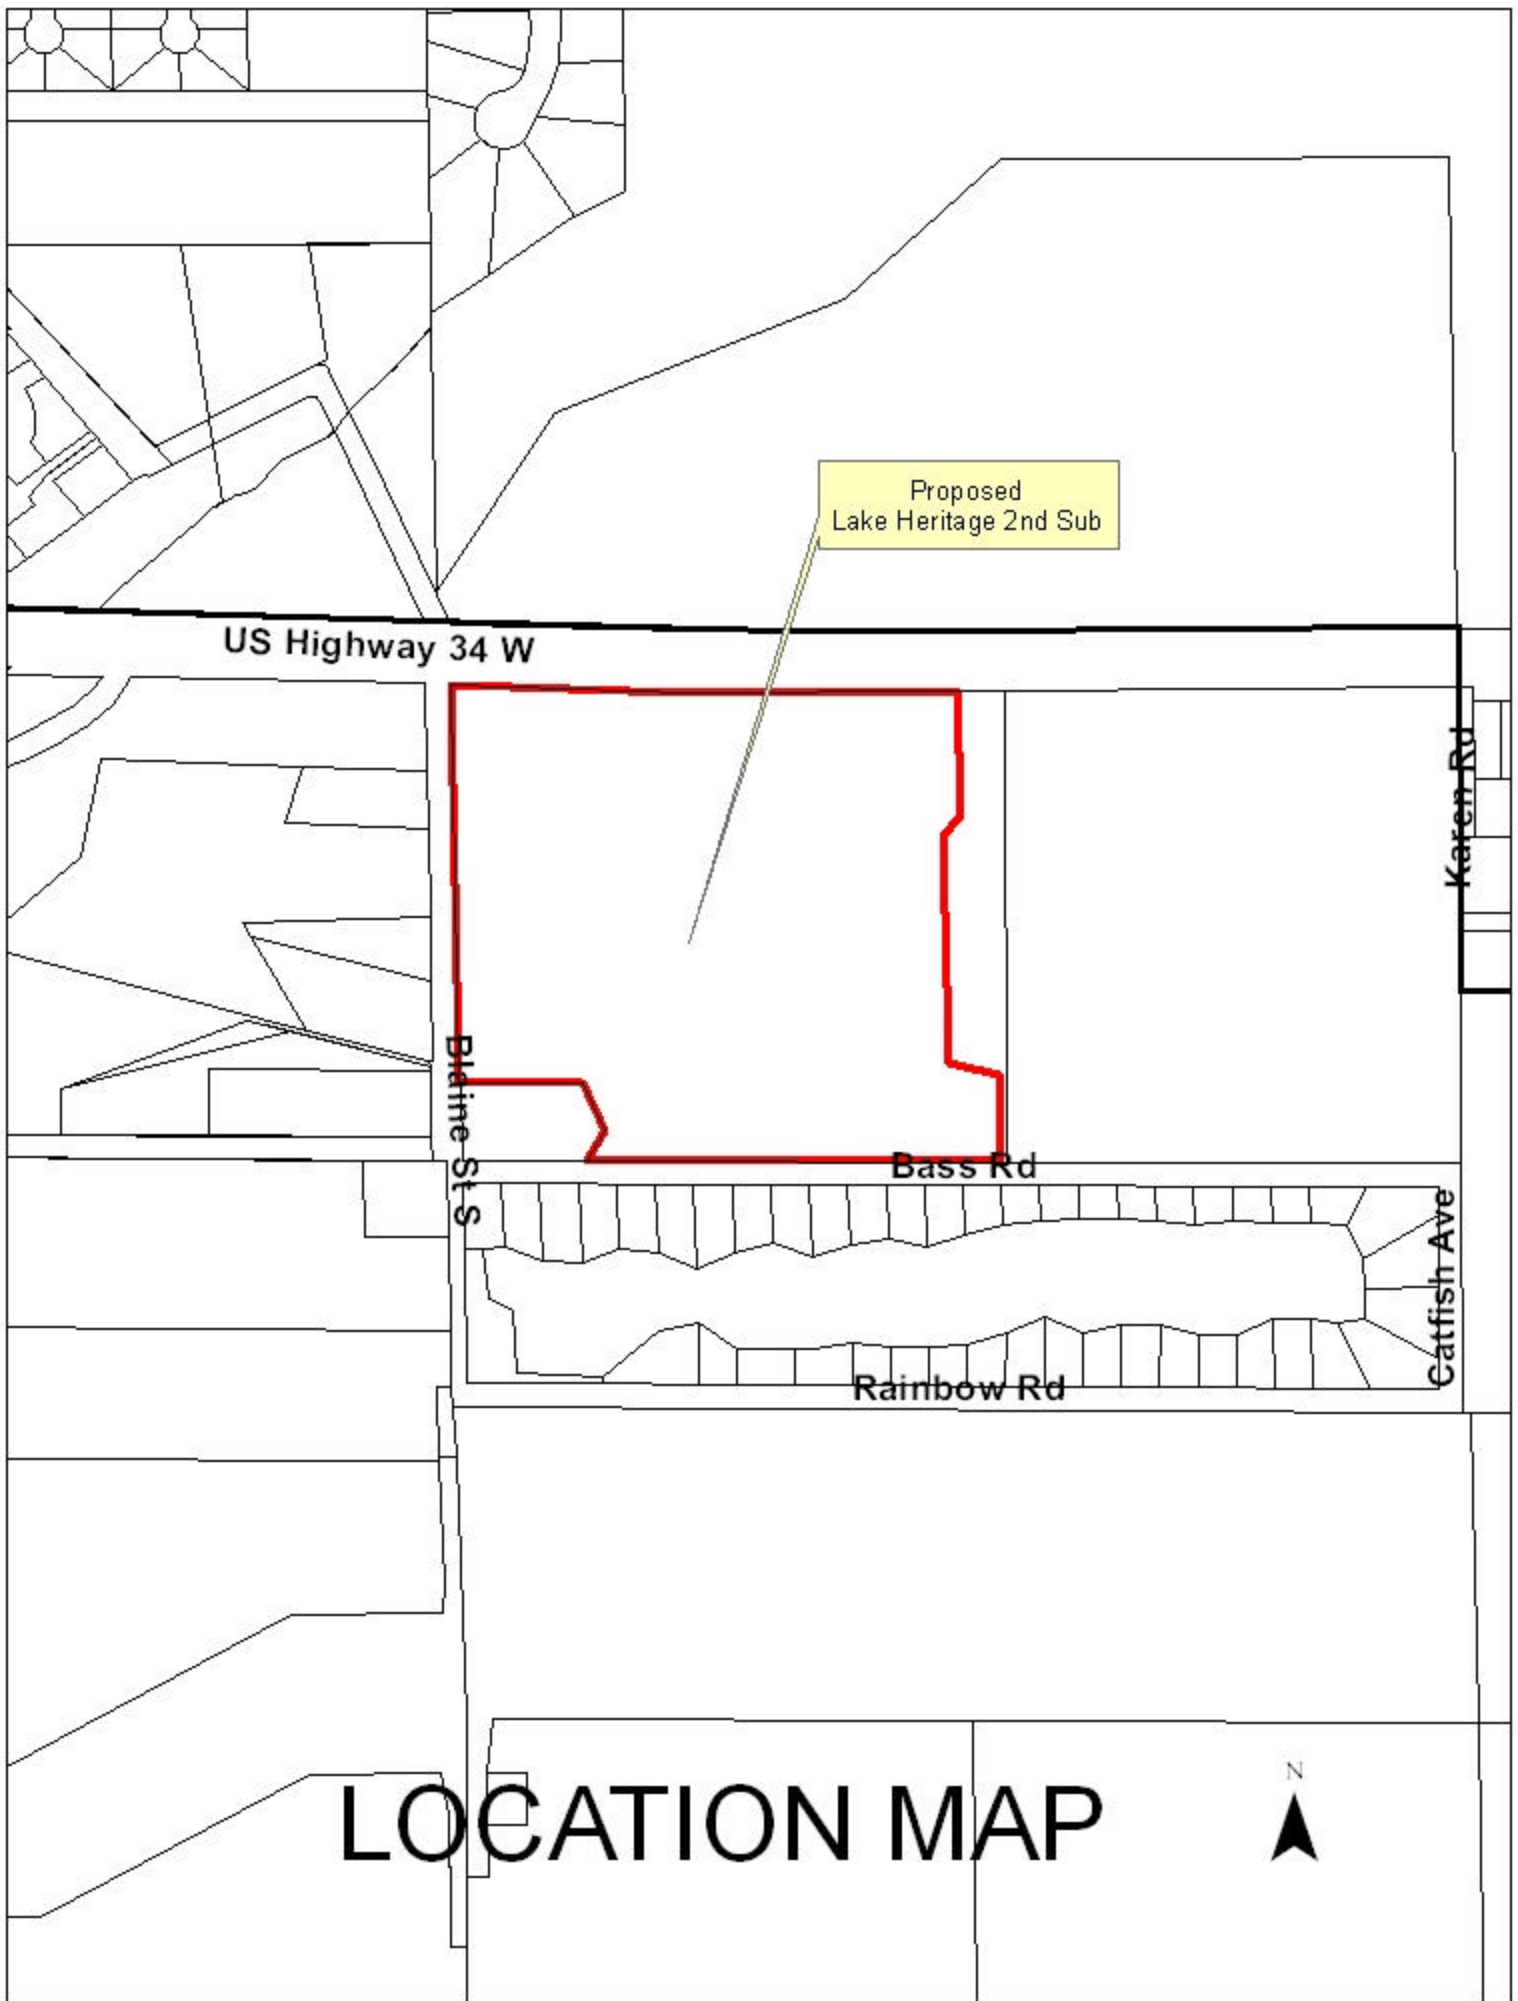 Proposed
Lake Heritage 2nd Sub
US Highway 34 W
Karen Rd
Blaine St S
Bass Rd
Catfish Ave
Rainbow Rd
N
LOCATION MAP